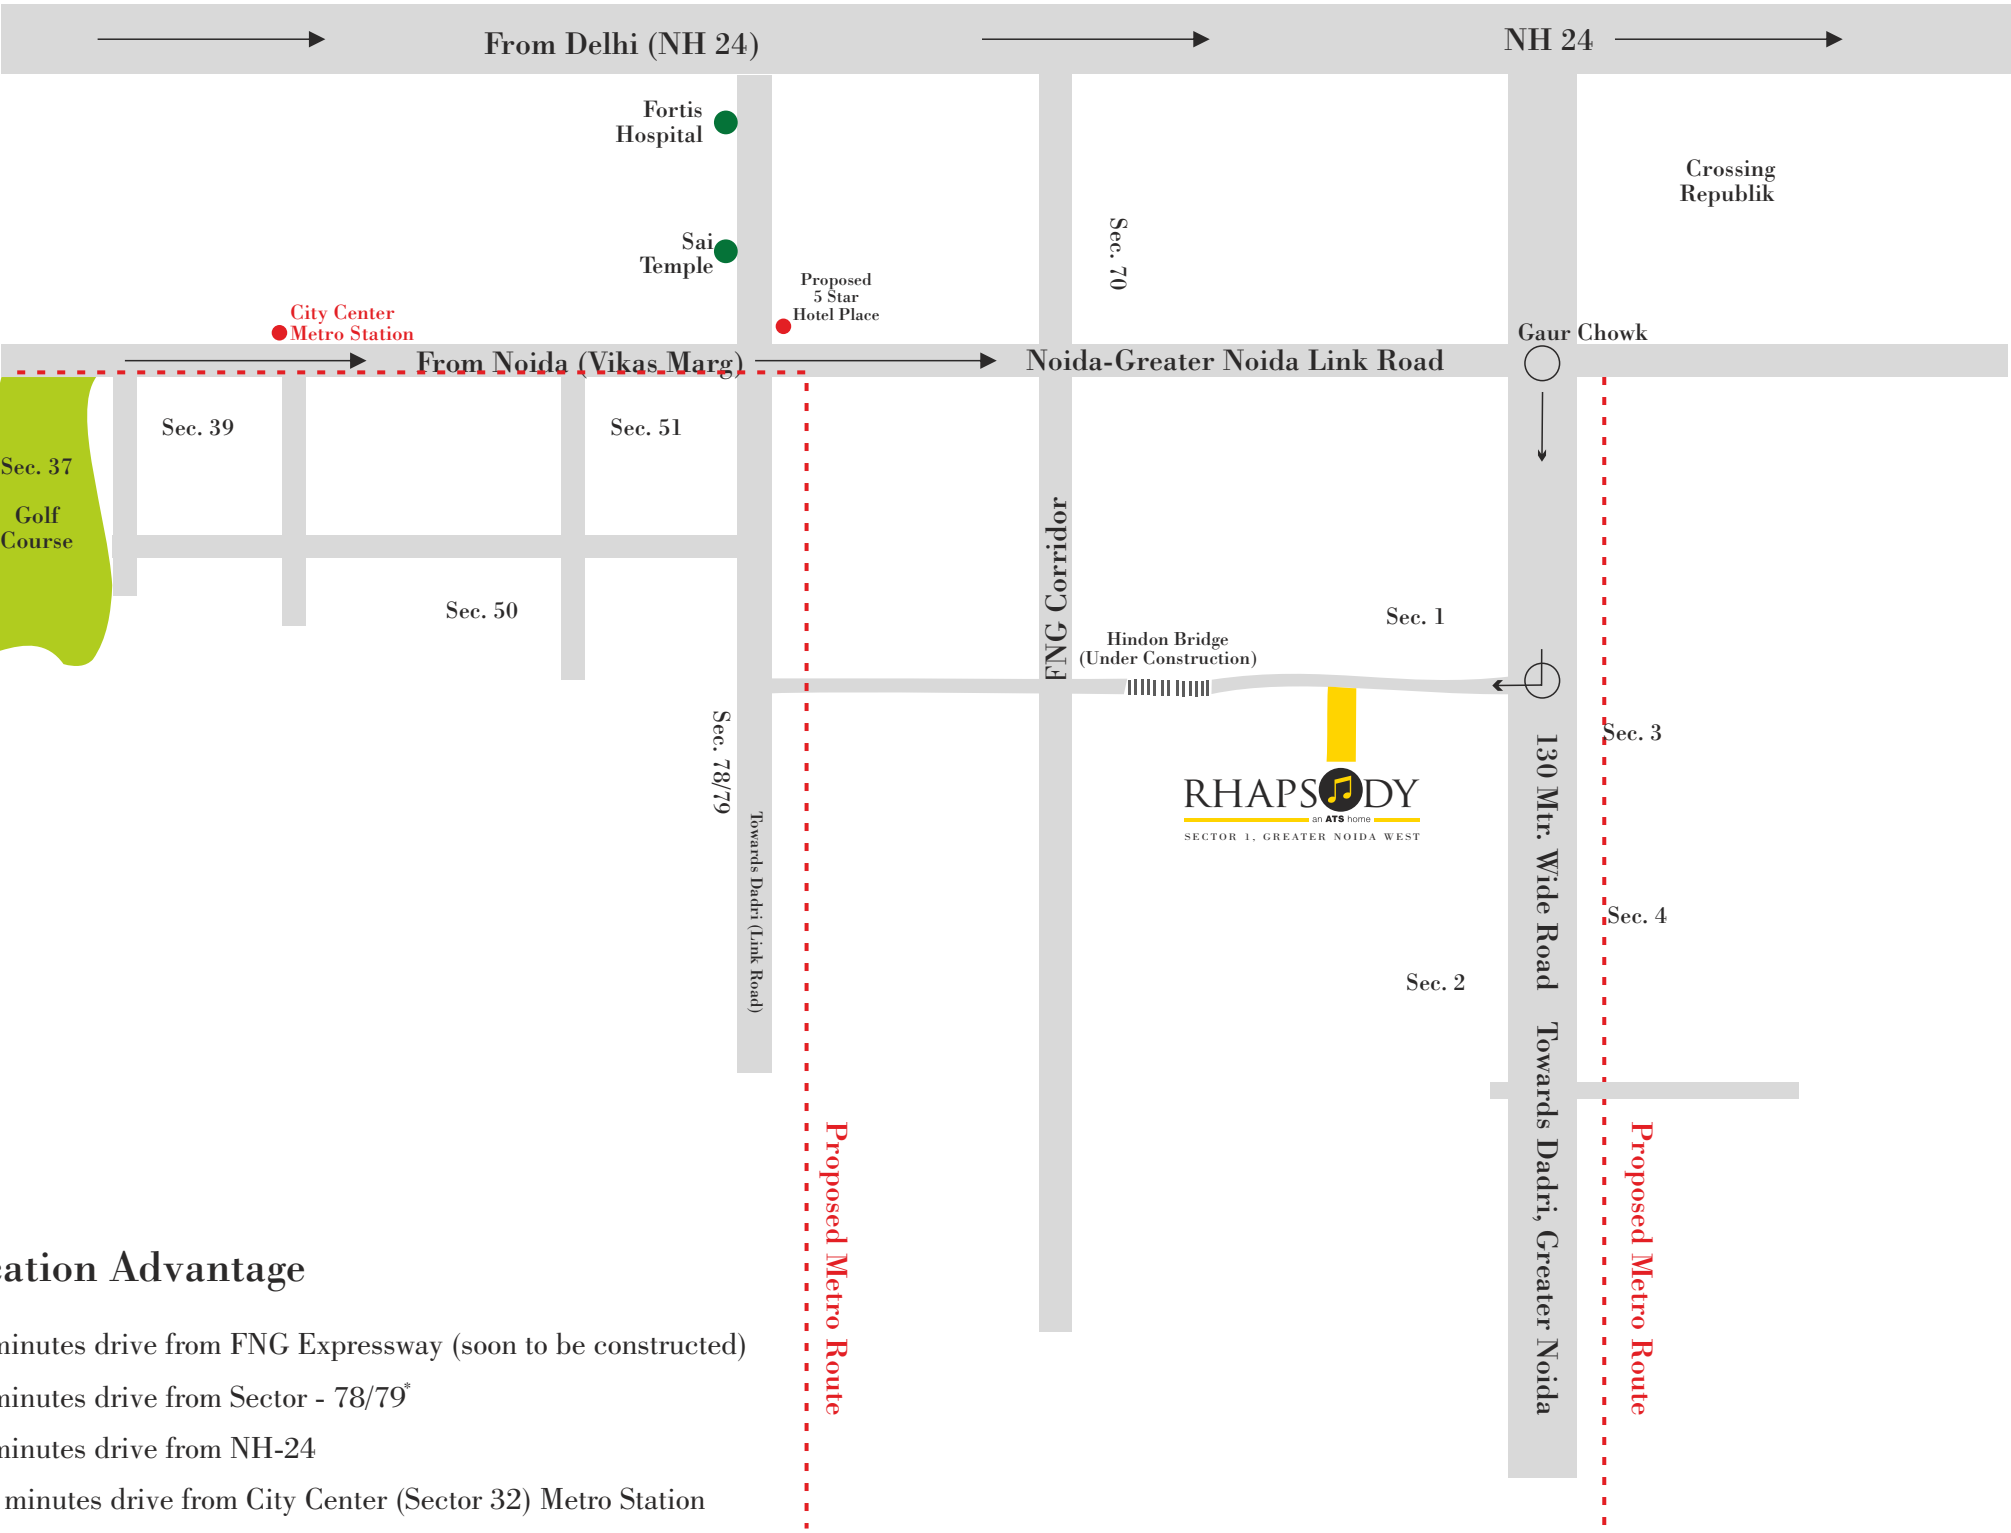 From Delhi (NH 24)
NH 24
Fortis
Hospital
Crossing
Republik
Sai
Temple
Sec. 70
Proposed
5 Star
Hotel Place
City Center
Metro Station
Gaur Chowk
From Noida (Vikas Marg)
Noida-Greater Noida Link Road
Sec. 39
Sec. 51
Sec. 37
Golf
Course
FNG Corridor
Sec. 50
Sec. 1
Hindon Bridge
(Under Construction)
Sec. 78/79
Sec. 3
130 Mtr. Wide Road
RHAPSODY
an ATS home
SECTOR 1, GREATER NOIDA WEST
Towards Dadri (Link Road)
Sec. 4
Sec. 2
Towards Dadri, Greater Noida
Proposed Metro Route
Proposed Metro Route
cation Advantage
minutes drive from FNG Expressway (soon to be constructed)
minutes drive from Sector - 78/79*
minutes drive from NH-24
minutes drive from City Center (Sector 32) Metro Station